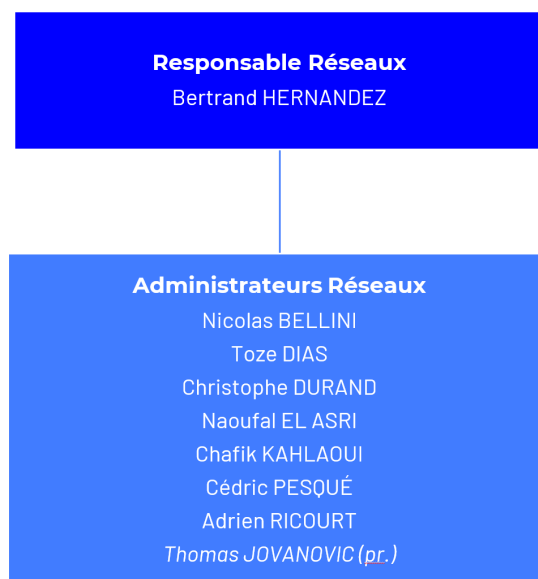 Responsable Réseaux
Bertrand HERNANDEZ
Administrateurs Réseaux
Nicolas BELLINI
Toze DIAS
Christophe DURAND
Naoufal EL ASRI
Chafik KAHLAOUI
Cédric PESQUÉ
Adrien RICOURT
Thomas JOVANOVIC (pr.)